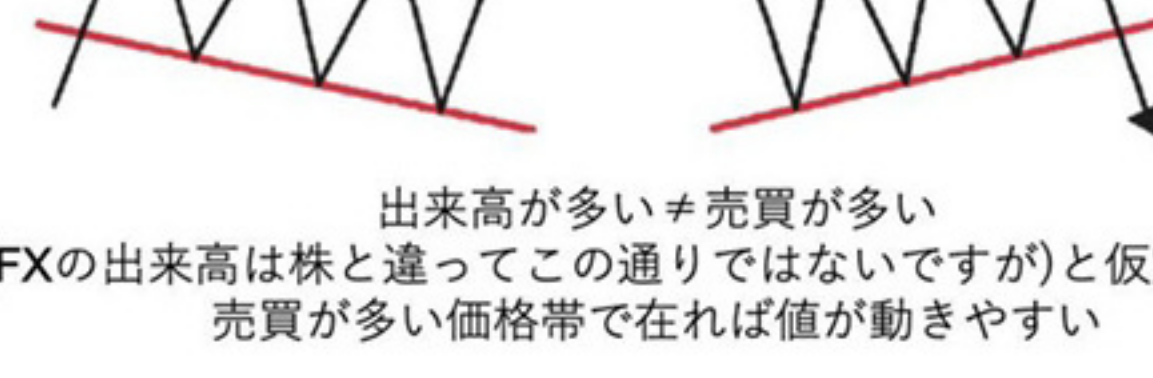 出来高が多い≠売買が多い
FXの出来高は株と違ってこの通りではないですが)と仮
売買が多い価格帯で在れば値が動きやすい